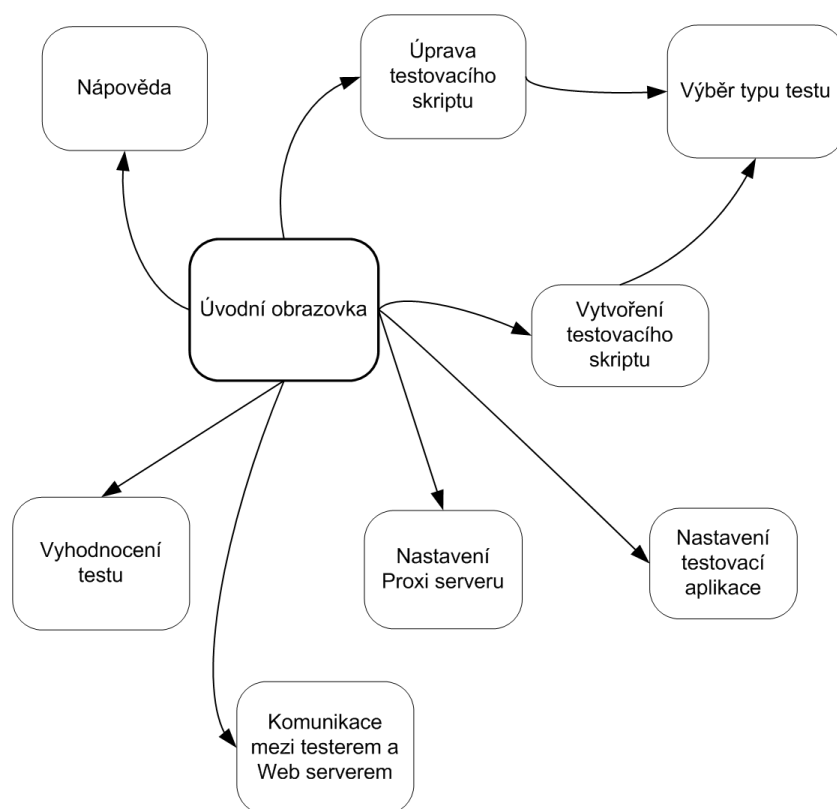 Úprava
testovacího
skriptu
Nápověda
Výběr typu testu
Úvodní obrazovka
Vytvoření
testovacího
skriptu
Vyhodnocení
testu
Nastavení
Proxi serveru
Nastavení
testovací
aplikace
Komunikace
mezi testerem a
Web serverem